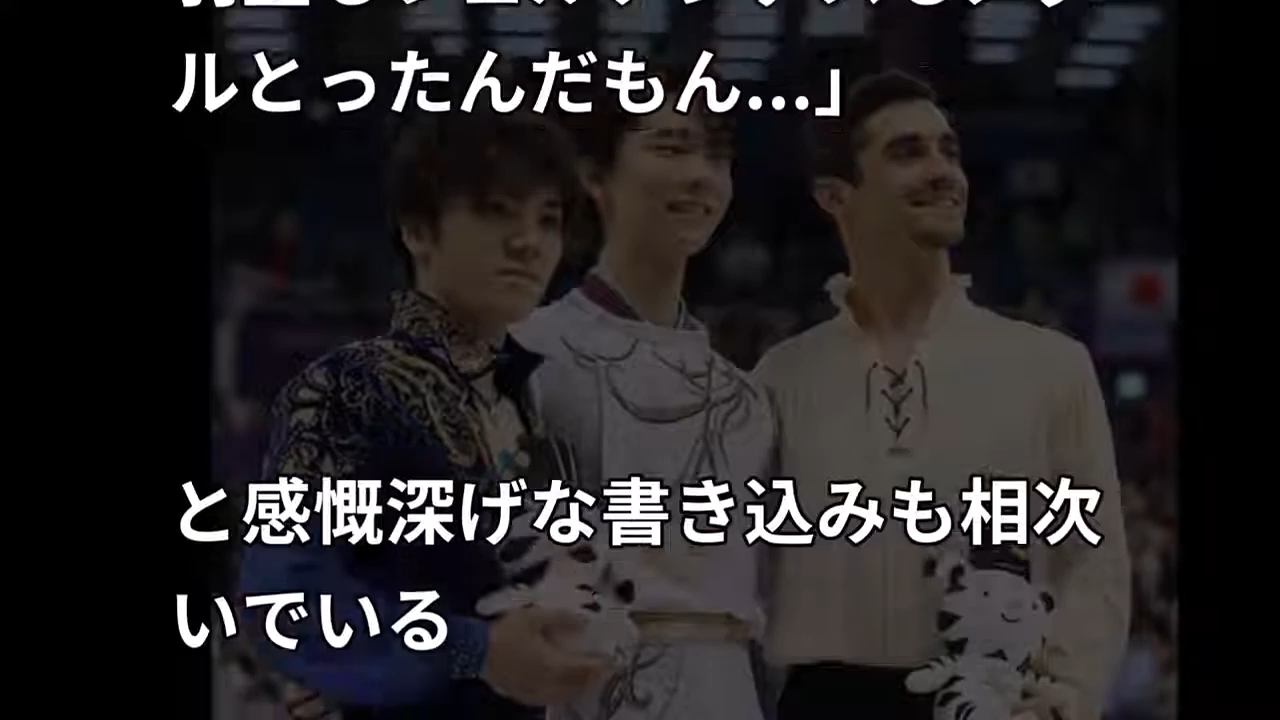 ルとったんだもん...」
と感慨深げな書き込みも相次
いでいる